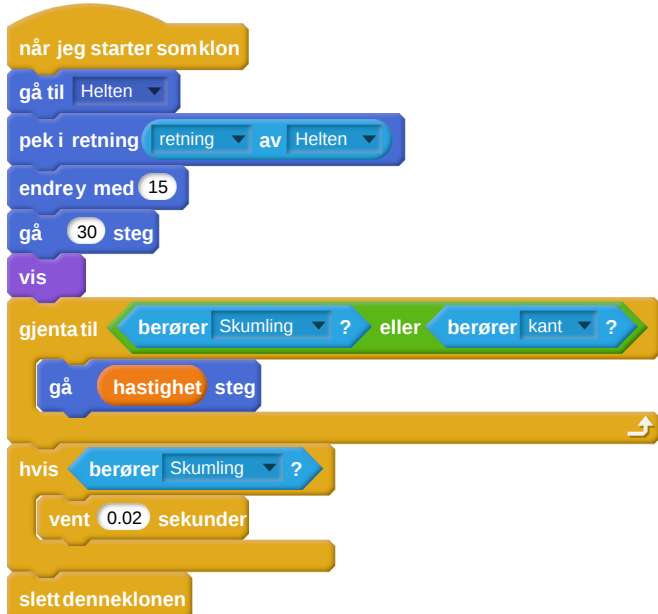 når jeg starter som klon
gå til Helten
pek i retning retning av Helten
endre y med 15
gå 30 steg
vis
gjenta til berører Skumling ? eller berører kant ?
gå hastighet steg
hvis berører Skumling ?
vent 0.02 sekunder
slett denne klonen